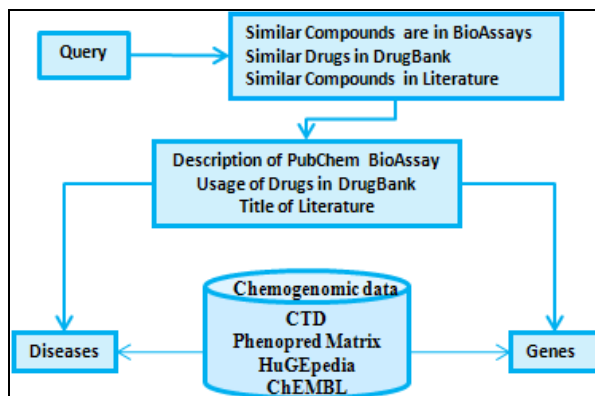 Query
Similar Compounds are in BioAssays
Similar Drugs in DrugBank
Similar Compounds in Literature
Description of PubChem BioAssay
Usage of Drugs in DrugBank
Title of Literature
Chemogenomic data
CTD
Phenopred Matrix
HuGEpedia
ChEMBL
Diseases
Genes